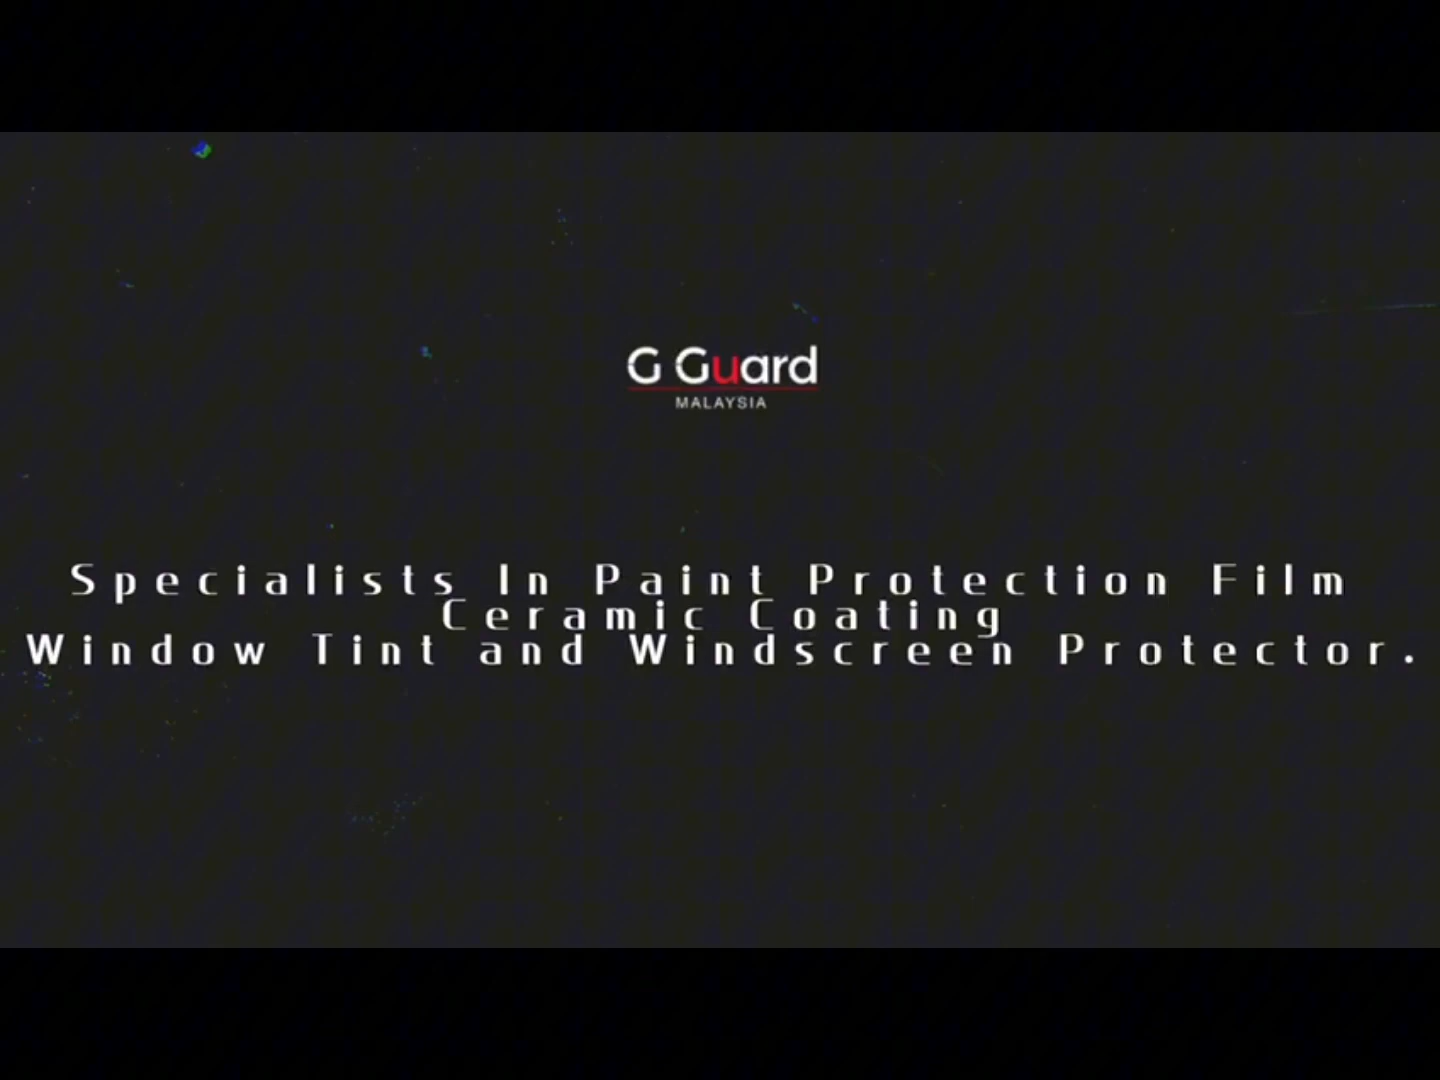 G Guard
MALAYSIA
Specialists In Paint Protection Film
Ceramic Coating
Window Tint and Windscreen Protector.